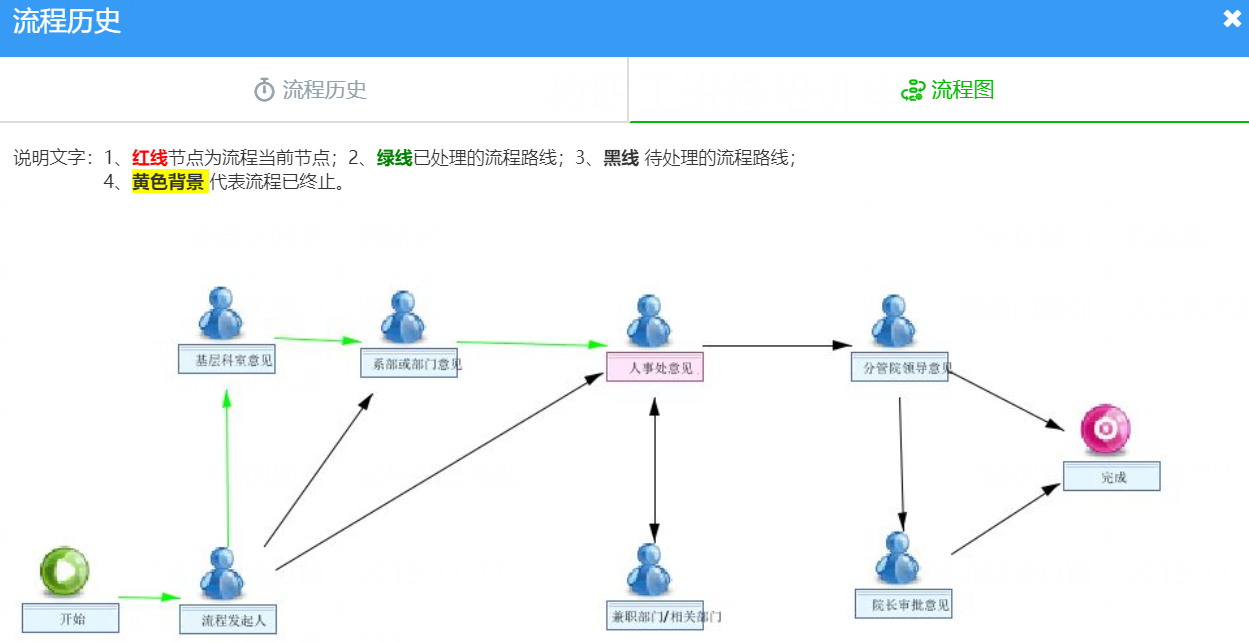 流程历史
流程历史
流程图
说明文字：1、红线节点为流程当前节点；2、绿线已处理的流程路线；3、黑线 待处理的流程路线；
4、黄色背景 代表流程已终止。
基层科室意见
系部或部门意见
人事处意见
分管院领导意见
完成
开始
流程发起人
兼职部门/相关部门
院长审批意见